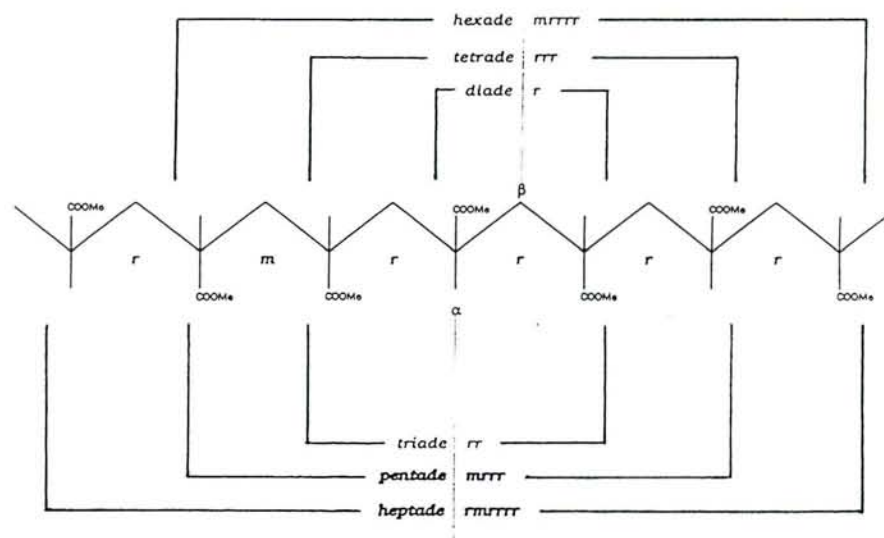 hexade mrrrr
tetrade rrr
diade r
β
COOMe COOMe COOMe
r m r r r r
COOMe COOMe COOMe COOMe
α
triade rr
pentade mrrr
heptade rmrrrr